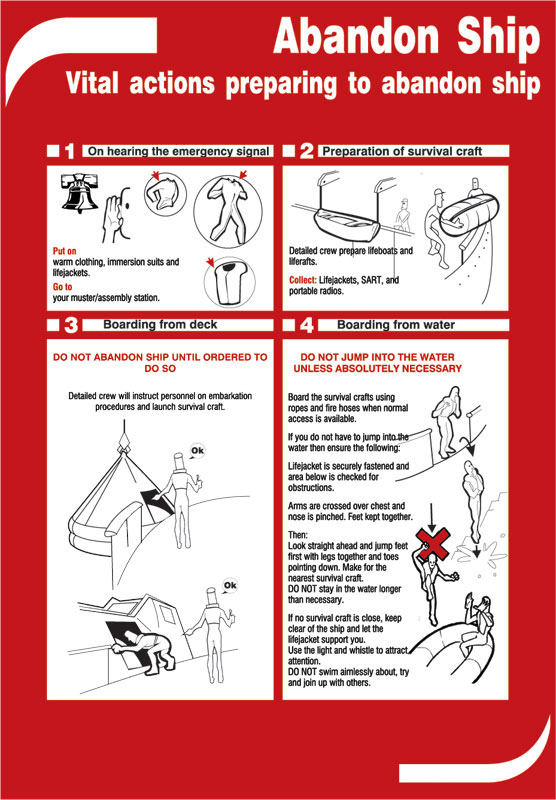 Abandon Ship
Vital actions preparing to abandon ship
1 On hearing the emergency signal
Put on
warm clothing, immersion suits and
lifejackets.
Go to
your muster/assembly station.
2 Preparation of survival craft
Detailed crew prepare lifeboats and
liferafts.
Collect: Lifejackets, SART, and
portable radios.
3 Boarding from deck
DO NOT ABANDON SHIP UNTIL ORDERED TO
DO SO
Detailed crew will instruct personnel on embarkation
procedures and launch survival craft.
Ok
Ok
4 Boarding from water
DO NOT JUMP INTO THE WATER
UNLESS ABSOLUTELY NECESSARY
Board the survival crafts using
ropes and fire hoses when normal
access is available.
If you do not have to jump into the
water then ensure the following:
Lifejacket is securely fastened and
area below is checked for
obstructions.
Arms are crossed over chest and
nose is pinched. Feet kept together.
Then:
Look straight ahead and jump feet
first with legs together and toes
pointing down. Make for the
nearest survival craft.
DO NOT stay in the water longer
than necessary.
If no survival craft is close, keep
clear of the ship and let the
lifejacket support you.
Use the light and whistle to attract
attention.
DO NOT swim aimlessly about, try
and join up with others.